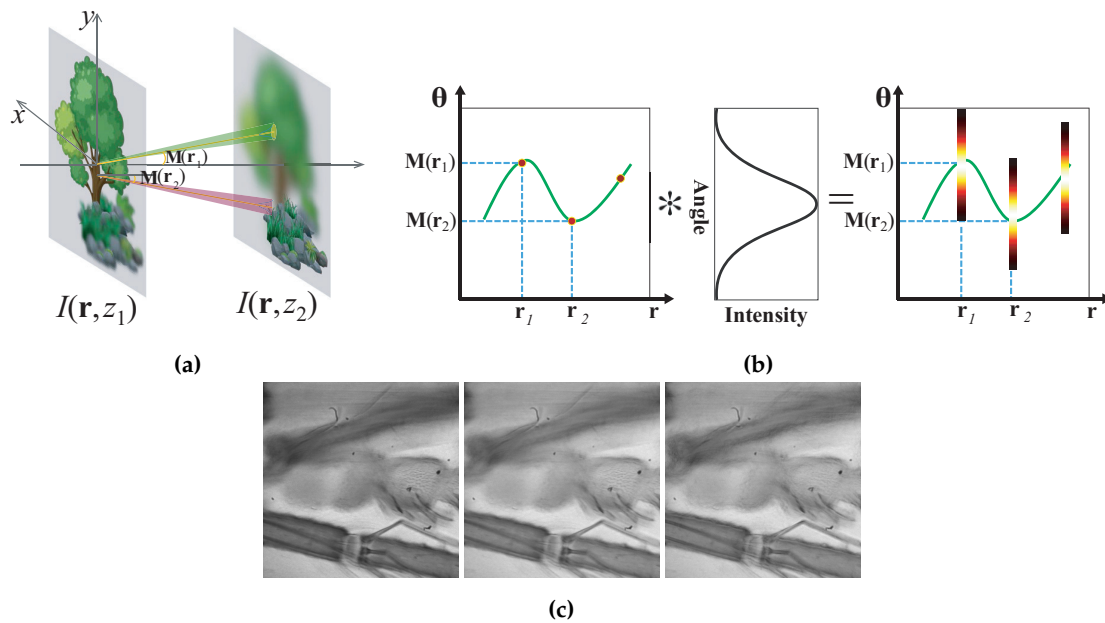 y
x
M(r₁)
M(r₂)
I(r, z₁)
I(r, z₂)
(a)
θ
M(r₁)
M(r₂)
r₁
r₂
r
*
Angle
Intensity
=
θ
M(r₁)
M(r₂)
r₁
r₂
r
(b)
(c)